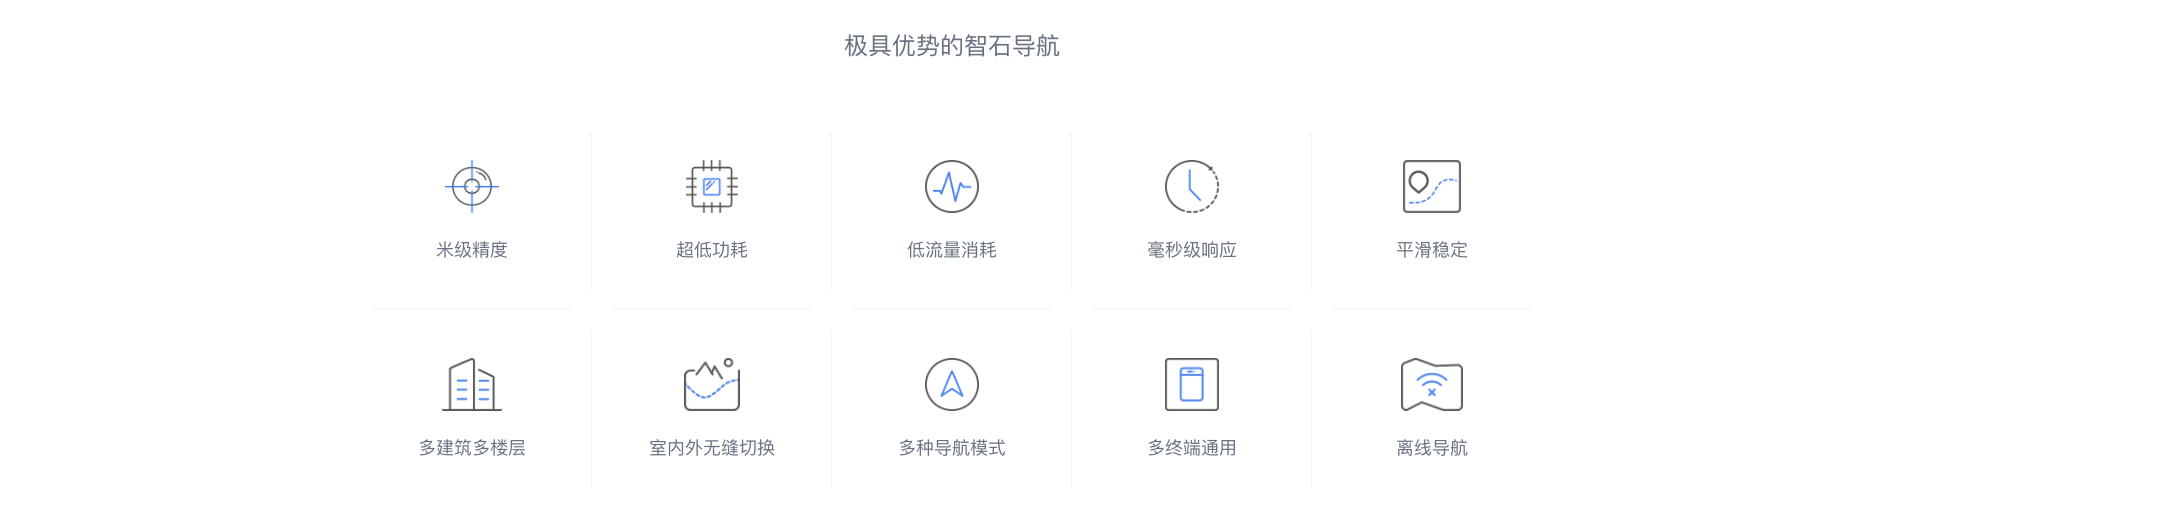 极具优势的智石导航
米级精度
超低功耗
低流量消耗
毫秒级响应
平滑稳定
多建筑多楼层
室内外无缝切换
多种导航模式
多终端通用
离线导航